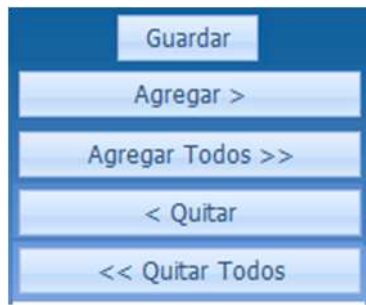 Guardar
Agregar >
Agregar Todos >>
< Quitar
<< Quitar Todos